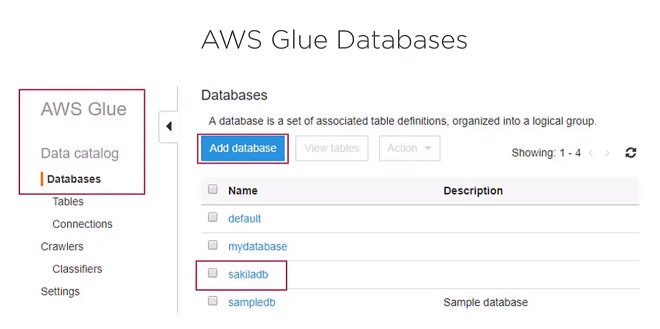 AWS Glue Databases
AWS Glue
Data catalog
Databases
Tables
Connections
Crawlers
Classifiers
Settings
Databases
A database is a set of associated table definitions, organized into a logical group.
Add database View tables Action Showing: 1 - 4
Name Description
default
mydatabase
sakiladb
sampledb Sample database